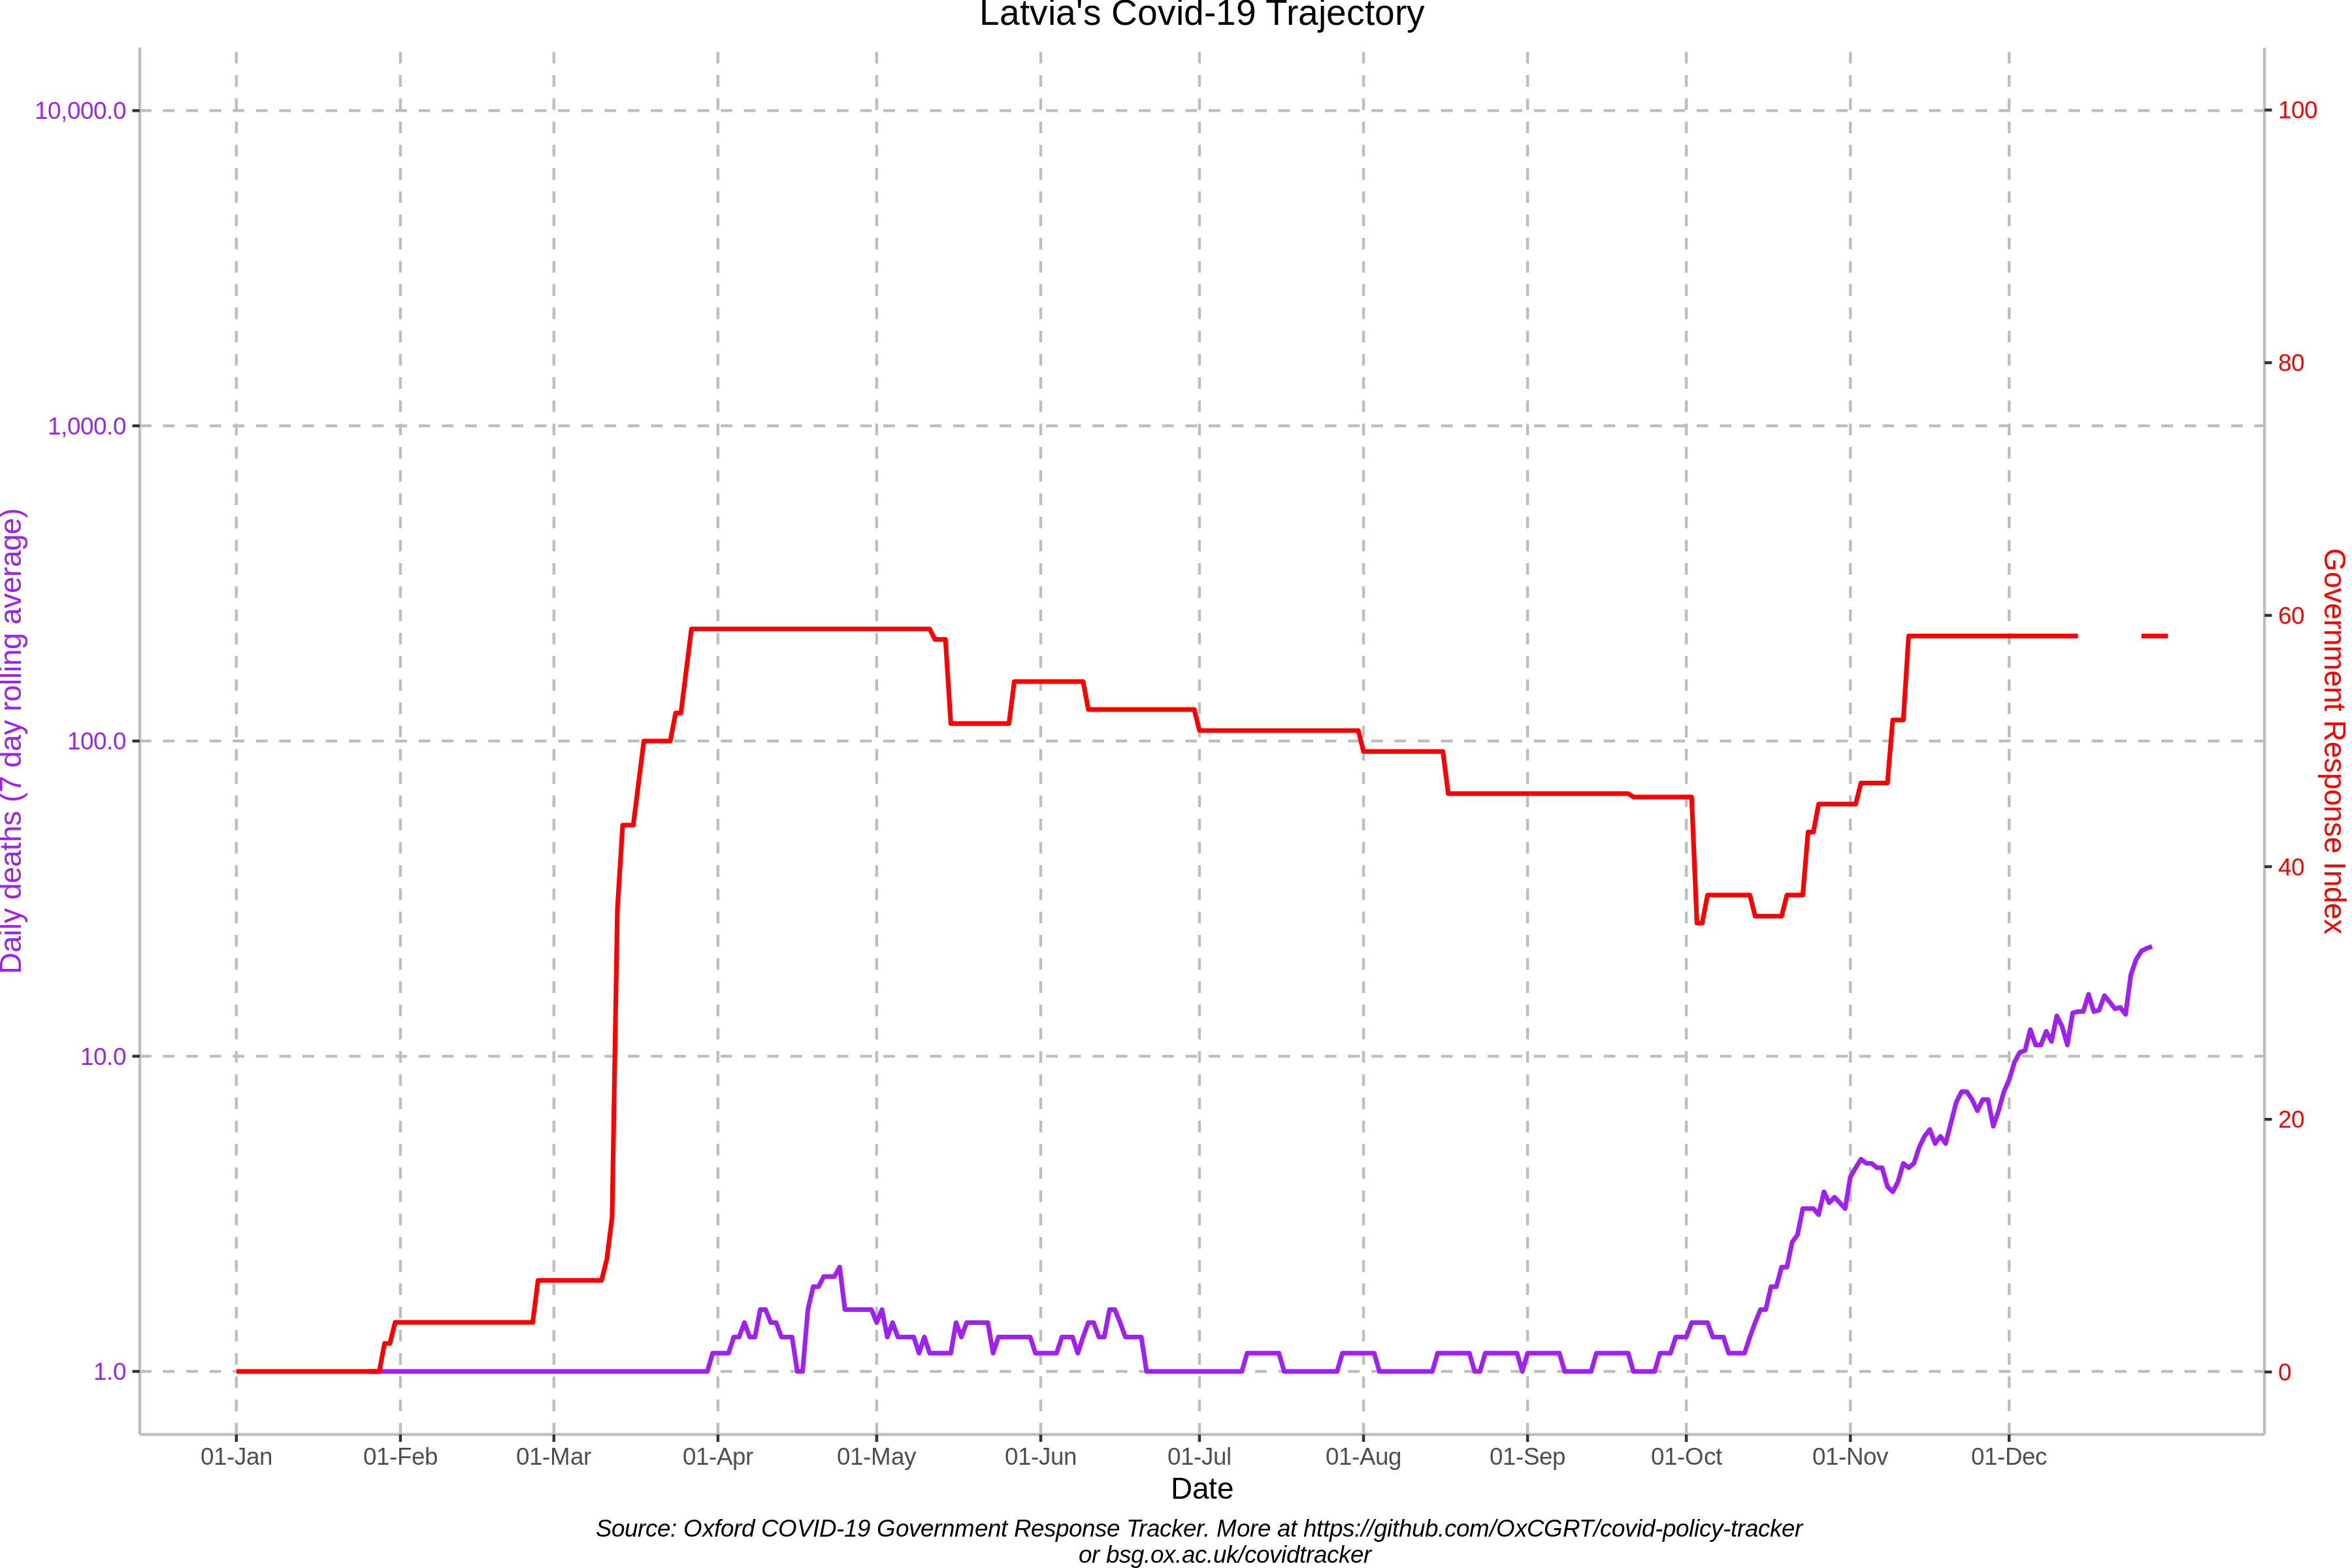 Latvia's Covid-19 Trajectory
10,000.0
1,000.0
100.0
10.0
1.0
Daily deaths (7 day rolling average)
100
80
60
40
20
0
Government Response Index
01-Jan 01-Feb 01-Mar 01-Apr 01-May 01-Jun 01-Jul 01-Aug 01-Sep 01-Oct 01-Nov 01-Dec
Date
Source: Oxford COVID-19 Government Response Tracker. More at https://github.com/OxCGRT/covid-policy-tracker
or bsg.ox.ac.uk/covidtracker